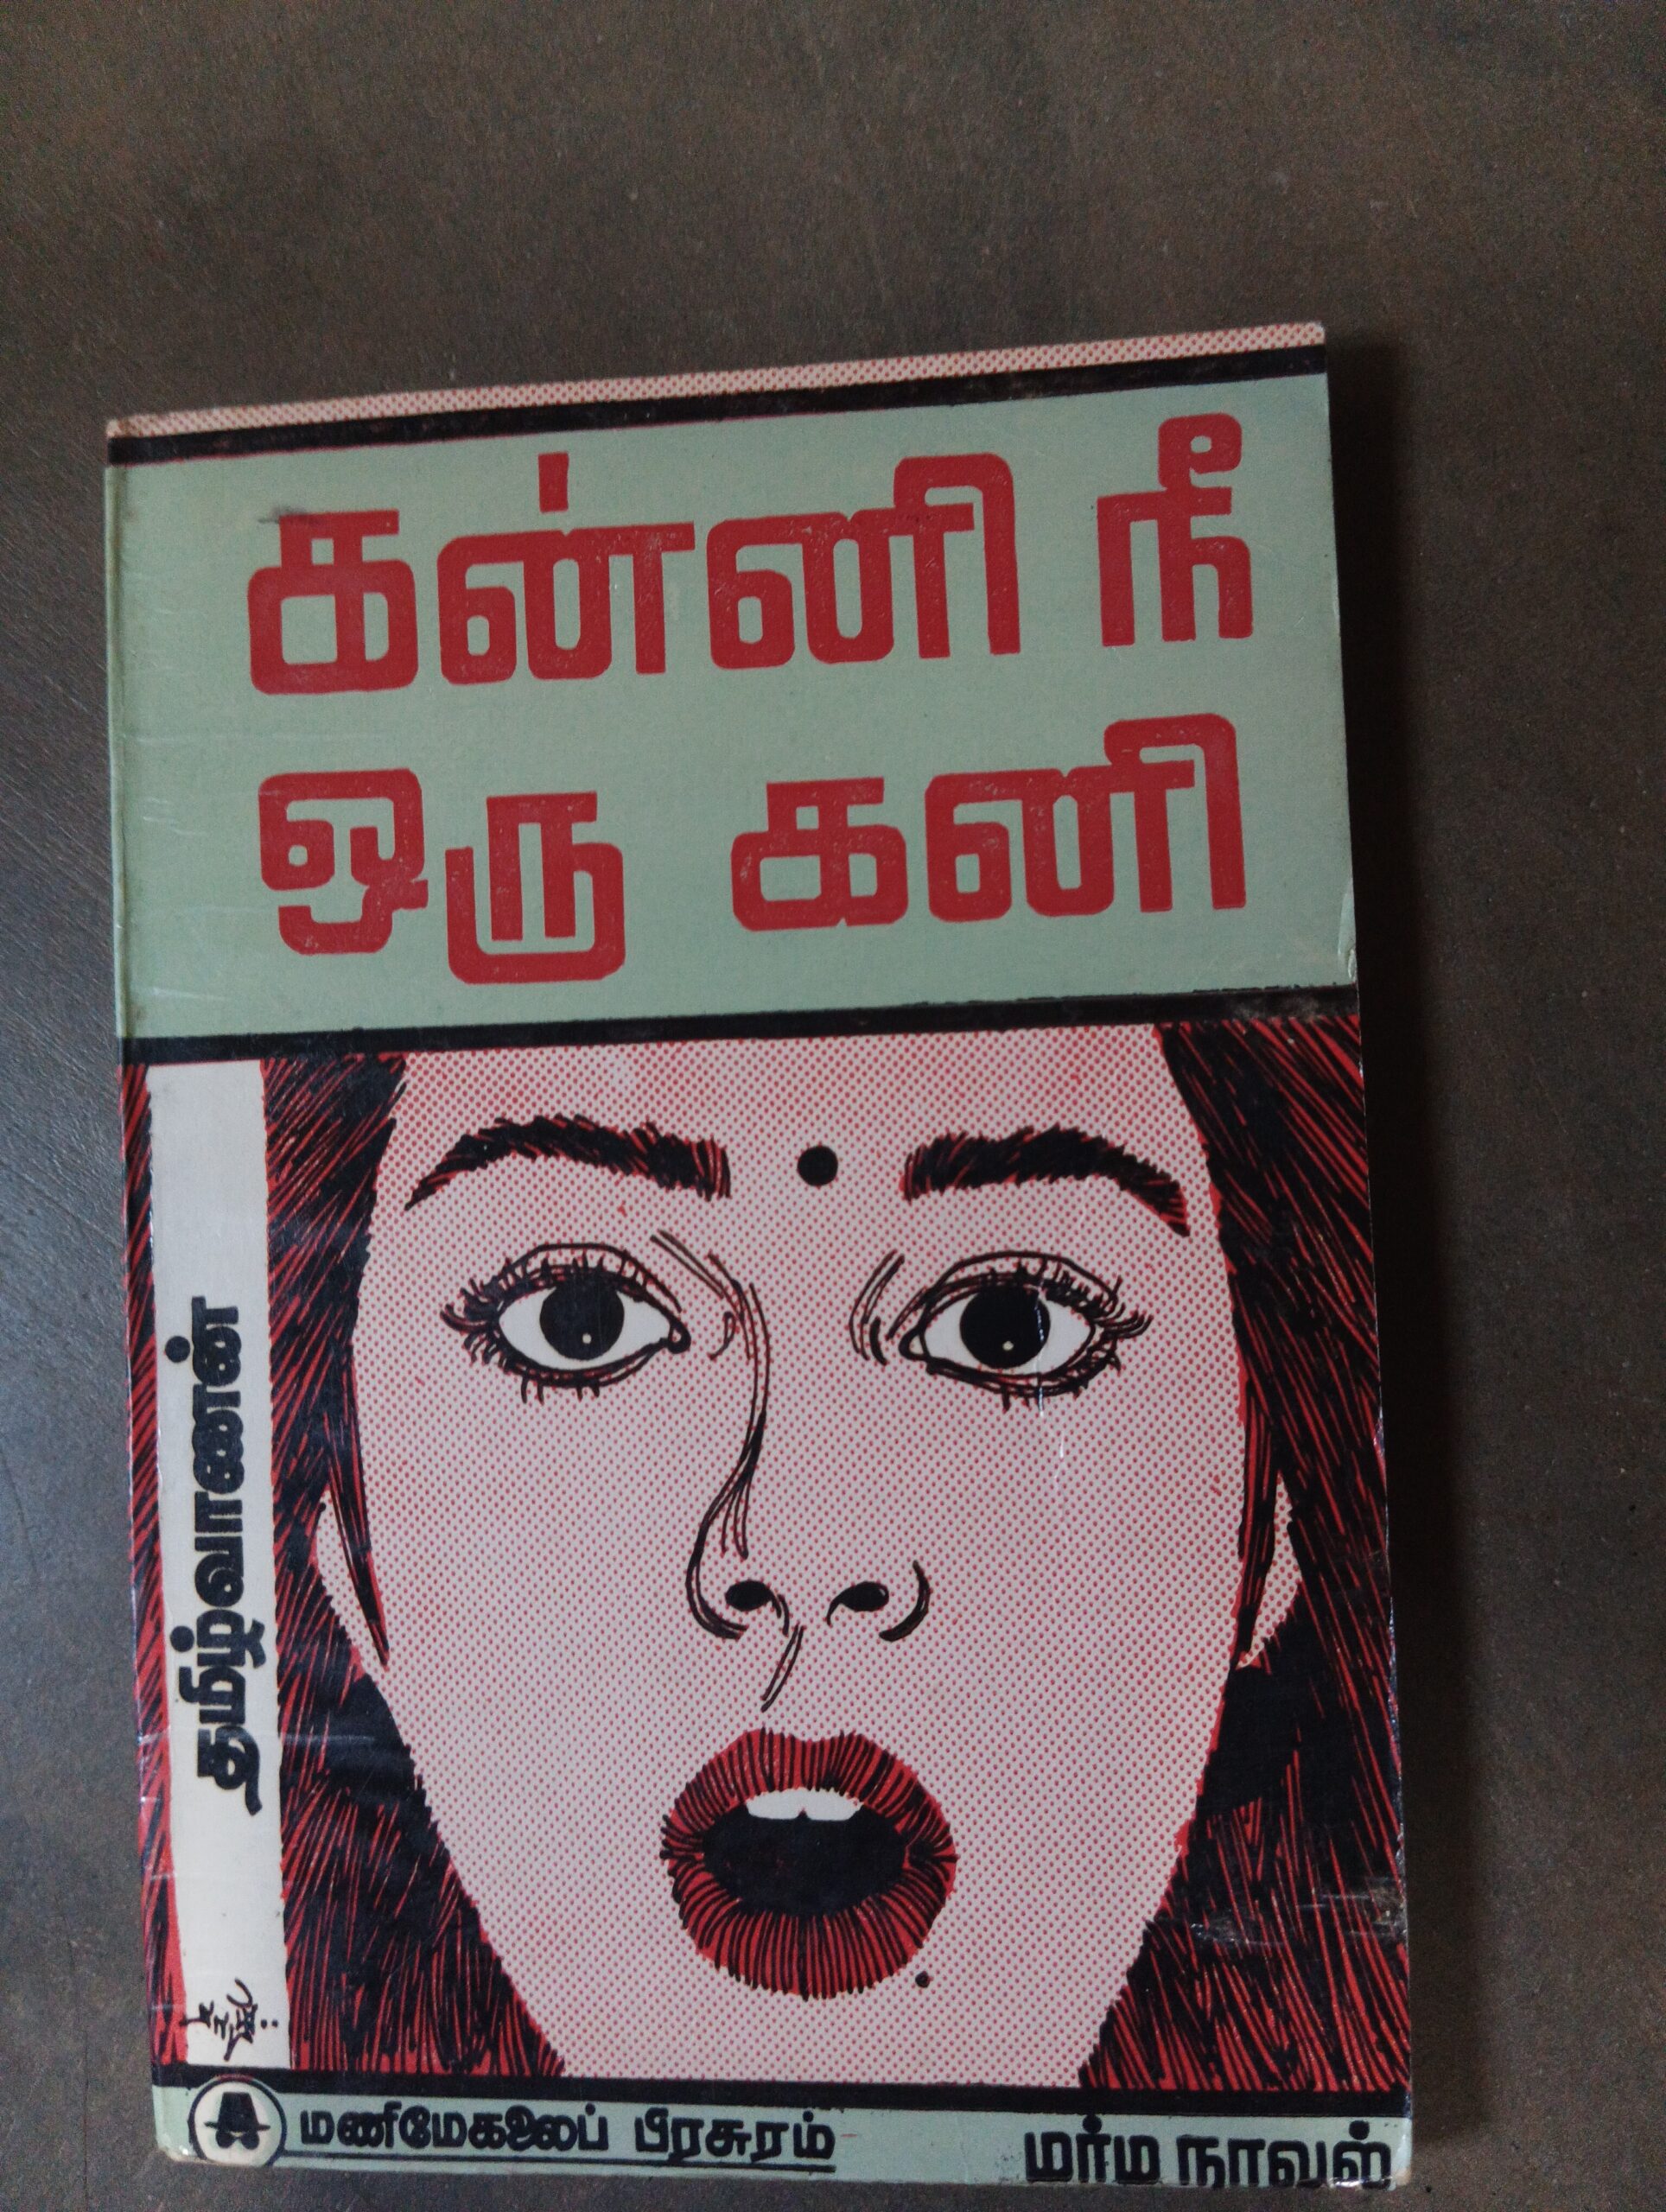 கன்னி நீ
ஒரு கனி
தமிழ்வாணன்
மணிமேகலைப் பிரசுரம்
மர்ம நாவல்